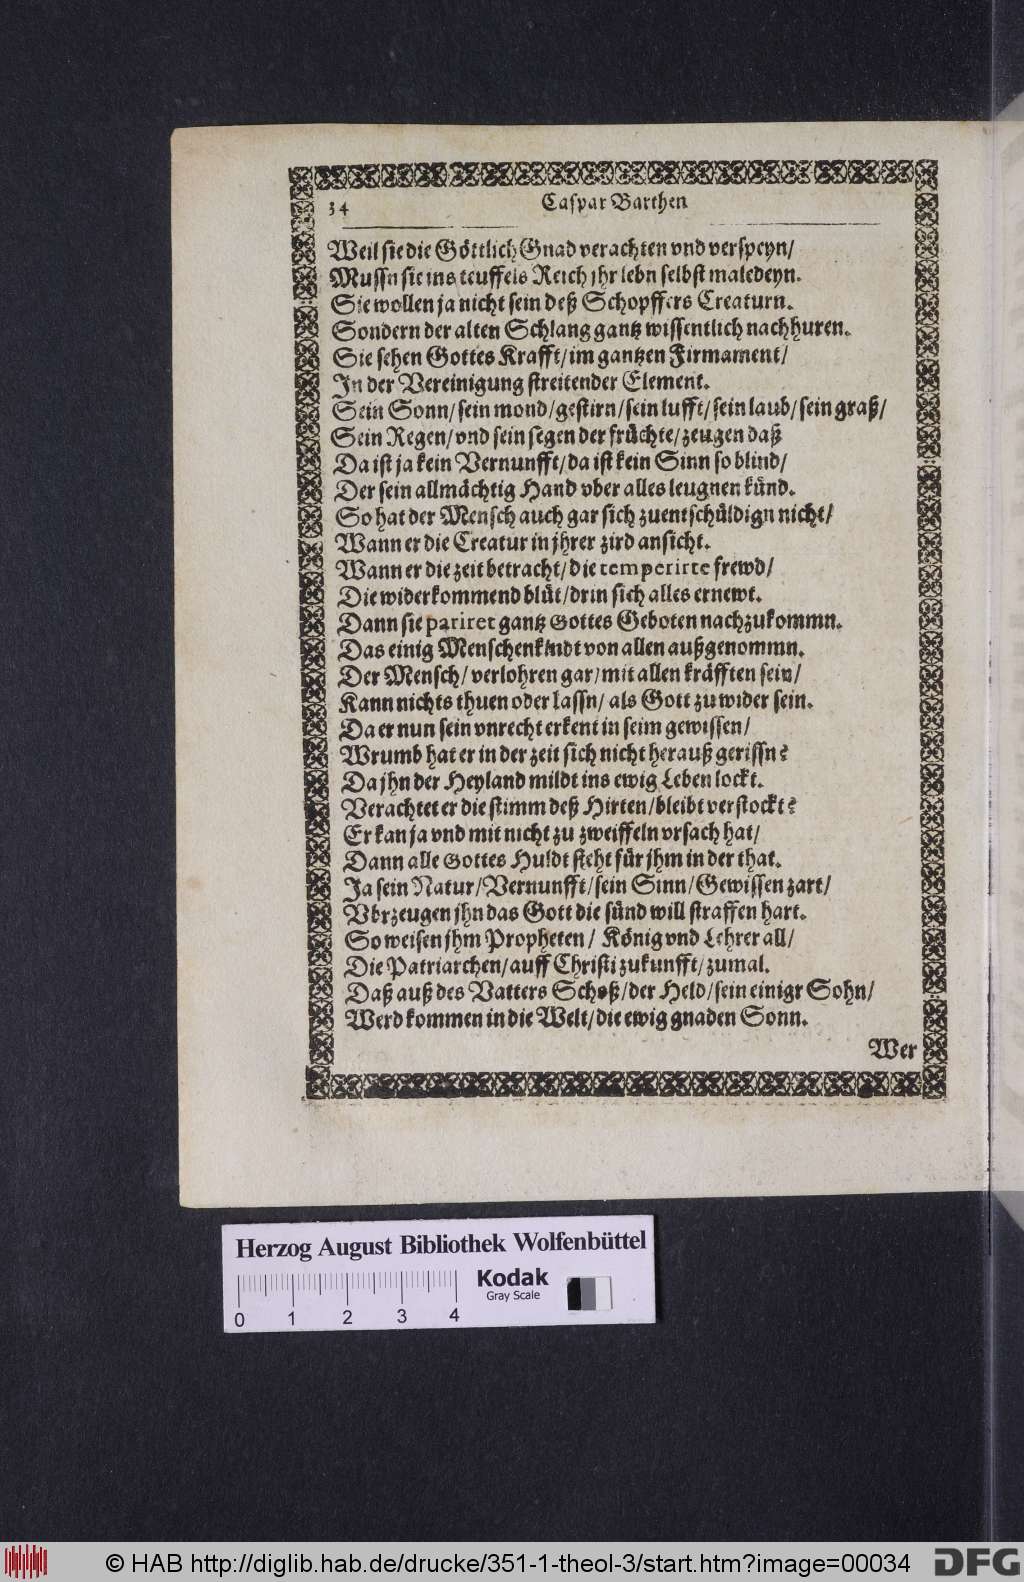 34
Caspar Barthen
Weil sie die Göttlich Gnad verachten vnd verspeyn/
Mussn sie ins teuffels Reich jhr lebn selbst maledeyn.
Sie wollen ja nicht sein deß Schopffers Creaturn.
Sondern der alten Schlang gantz wissentlich nachhuren.
Sie sehen Gottes Krafft/im gantzen Firmament/
In der Vereinigung streitender Element.
Sein Sonn/sein mond/gestirn/sein lufft/sein laub/sein graß/
Sein Regen/vnd sein segen der früchte/zeugen daß
Da ist ja kein Vernunfft/da ist kein Sinn so blind/
Der sein allmächtig Hand vber alles leugnen künd.
So hat der Mensch auch gar sich zuentschüldign nicht/
Wann er die Creatur in jhrer zird ansicht.
Wann er die zeit betracht/die temperirte frewd/
Die widerkommend blüt/drin sich alles ernewt.
Dann sie pariret gantz Gottes Geboten nachzukommn.
Das einig Menschenkindt von allen außgenommn.
Der Mensch/verlohren gar/mit allen kräfften sein/
Kann nichts thuen oder lassn/als Gott zu wider sein.
Da er nun sein vnrecht erkent in seim gewissen/
Wrumb hat er in der zeit sich nicht herauß gerissn?
Da jhn der Heyland mildt ins ewig Leben lockt.
Verachtet er die stimm deß Hirten/bleibt verstockt?
Er kan ja vnd mit nicht zu zweiffeln vrsach hat/
Dann alle Gottes Huldt steht für jhm in der that.
Ja sein Natur/Vernunfft/sein Sinn/Gewissen zart/
Vbrzeugen jhn das Gott die sünd will straffen hart.
So weisen jhm Propheten/ König vnd Lehrer all/
Die Patriarchen/auff Christi zukunfft/zumal.
Daß auß des Vatters Schoß/der Held/sein einigr Sohn/
Werd kommen in die Welt/die ewig gnaden Sonn.
Wer
Herzog August Bibliothek Wolfenbüttel
Kodak
Gray Scale
0 1 2 3 4
© HAB http://diglib.hab.de/drucke/351-1-theol-3/start.htm?image=00034
DFG